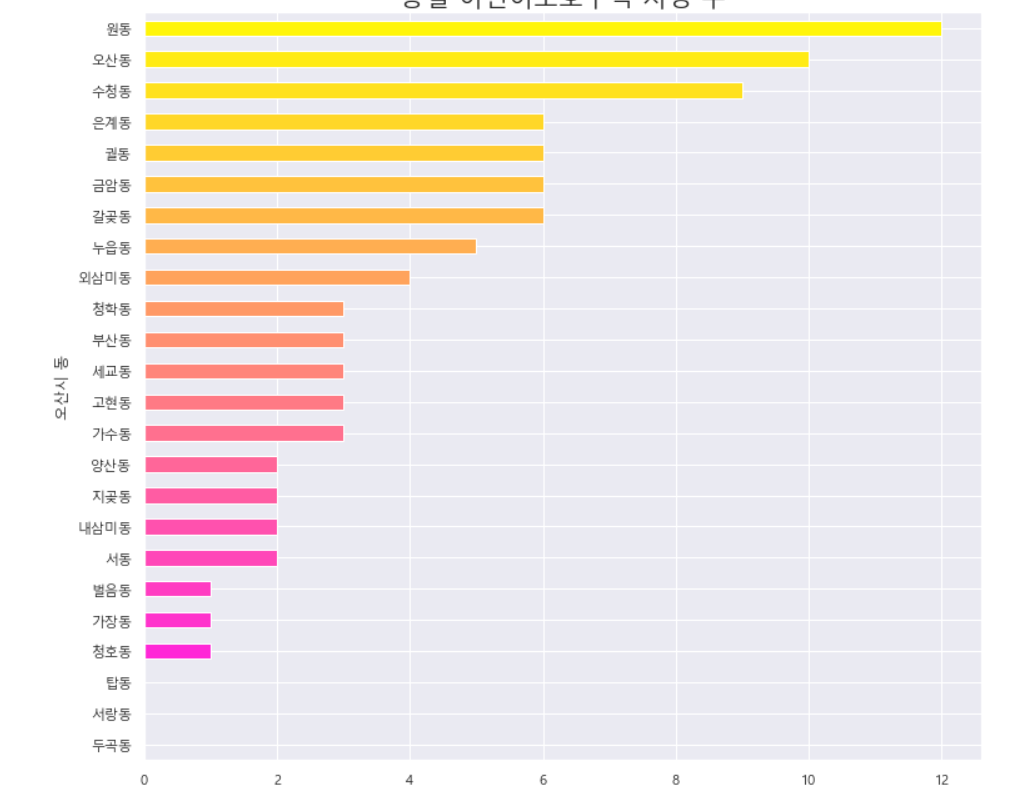 원동
오산동
수청동
은계동
궐동
금암동
갈곶동
누읍동
외삼미동
청학동
부산동
세교동
고현동
가수동
양산동
지곶동
내삼미동
서동
벌음동
가장동
청호동
탑동
서랑동
두곡동
오산시 동
0 2 4 6 8 10 12